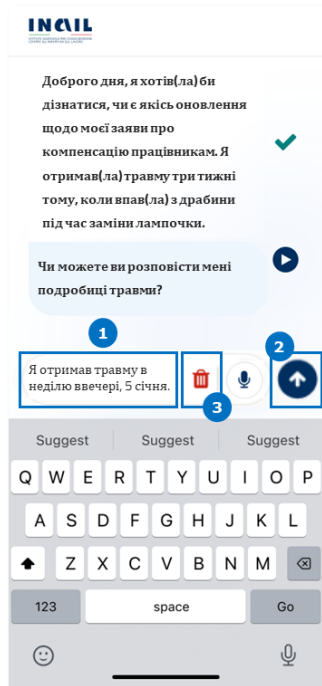 INAIL
Доброго дня, я хотів(ла) би
дізнатися, чи є якісь оновлення
щодо моєї заяви про
компенсацію працівникам. Я
отримав(ла) травму три тижні
тому, коли впав(ла) з драбини
під час заміни лампочки.
Чи можете ви розповісти мені
подробиці травми?
1
2
Я отримав травму в
неділю ввечері, 5 січня.
3
Suggest Suggest Suggest
Q W E R T Y U I O P
A S D F G H J K L
Z X C V B N M
123 space Go